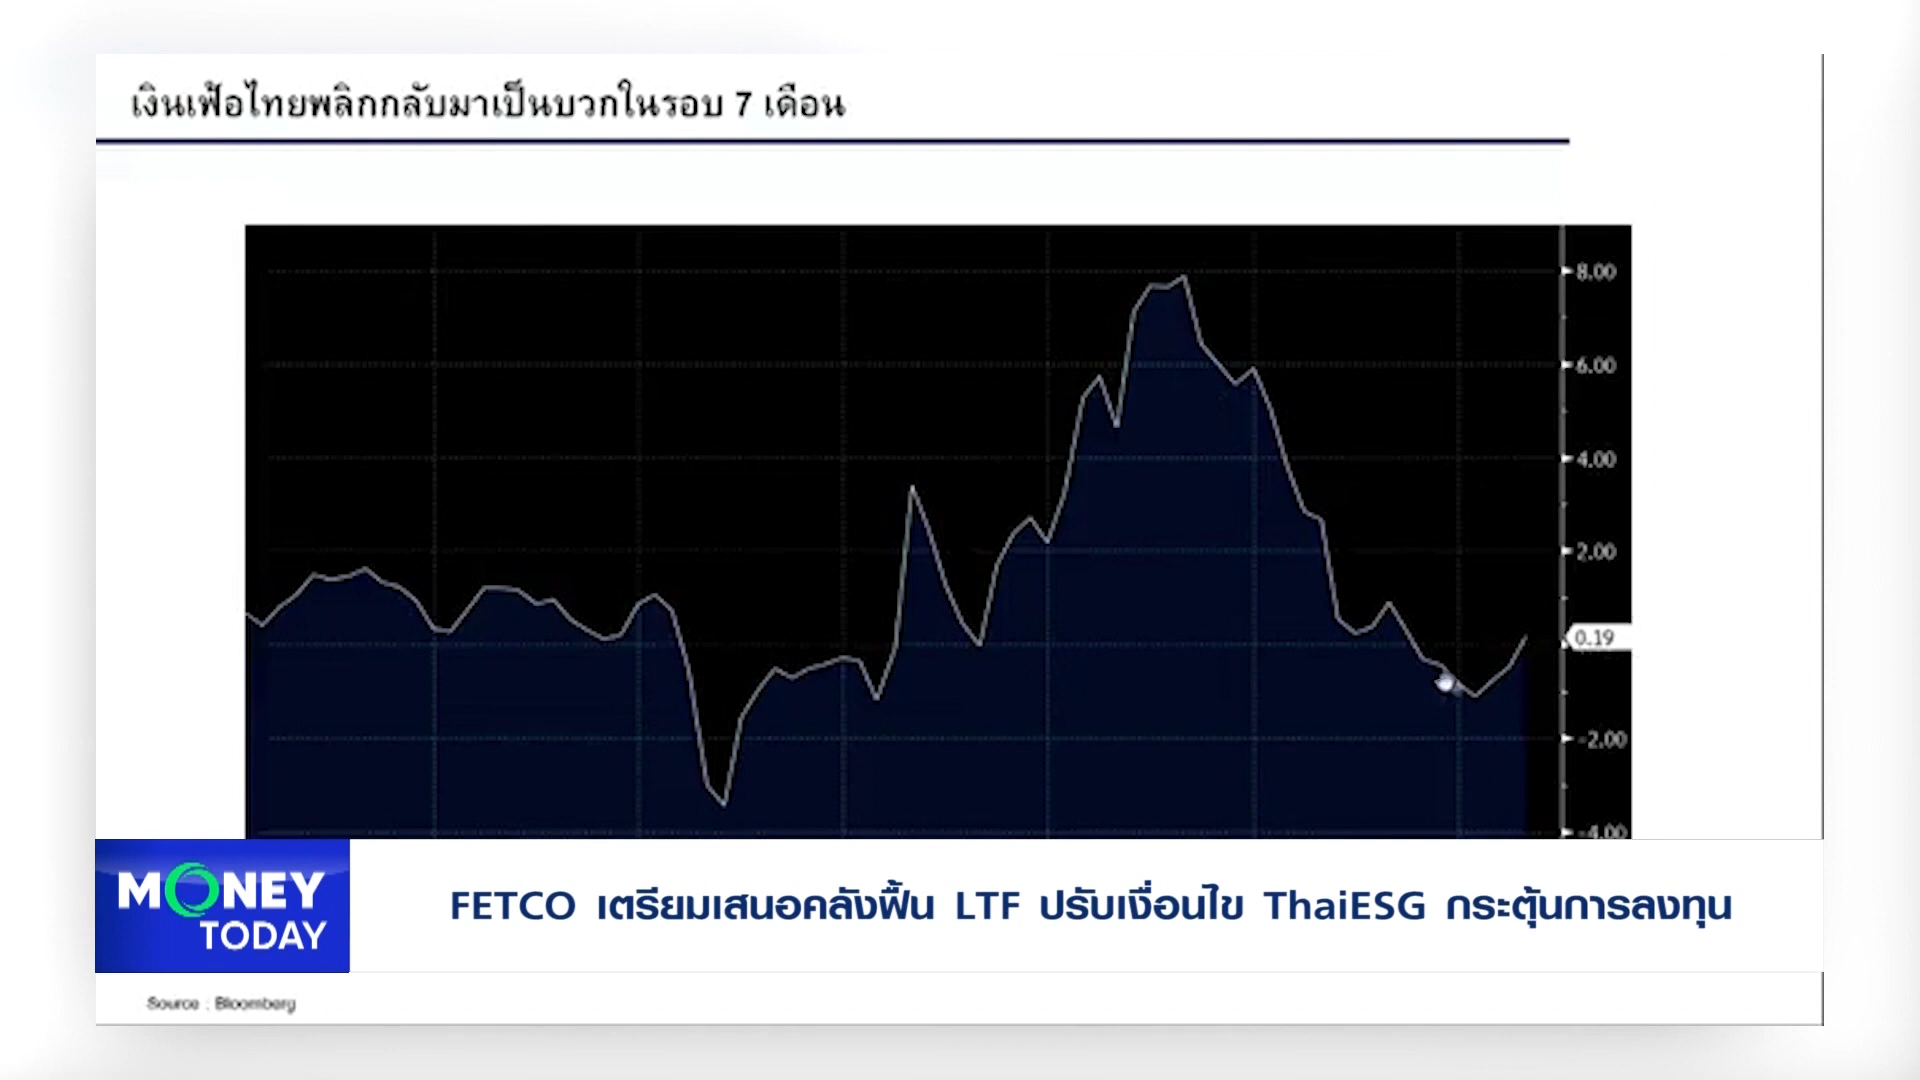 เงินเฟ้อไทยพลิกกลับมาเป็นบวกในรอบ 7 เดือน
8.00
6.00
4.00
2.00
0.19
-2.00
-4.00
MONEY
TODAY
FETCO เตรียมเสนอคลังฟื้น LTF ปรับเงื่อนไข ThaiESG กระตุ้นการลงทุน
Source : Bloomberg